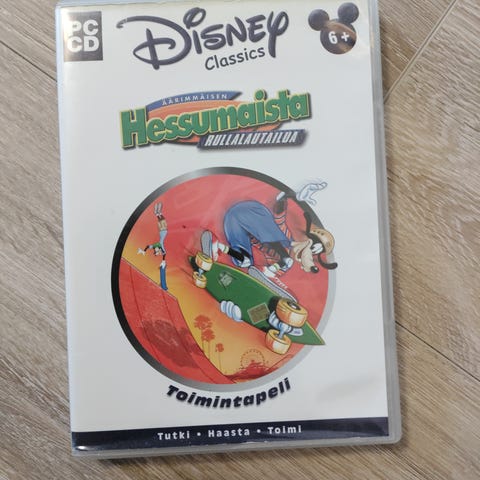 PC
CD
Disney
Classics
6+
ÄÄRIMMÄISEN
Hessumaista
RULLALAUTAILUA
Toimintapeli
Tutki • Haasta • Toimi